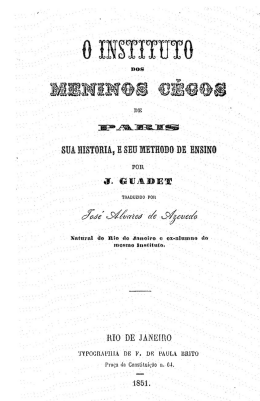 O INSTITUTO
DOS
MENINOS CÉGOS
DE
PARIS
SUA HISTORIA, E SEU METHODO DE ENSINO
POR
J. GUADET
TRADUZIDO POR
José Alvares de Azevedo
Natural do Rio de Janeiro e ex-alumno do
mesmo Instituto.
RIO DE JANEIRO
TYPOGRAPHIA DE F. DE PAULA BRITO
Praça da Constituição n. 64.
1851.